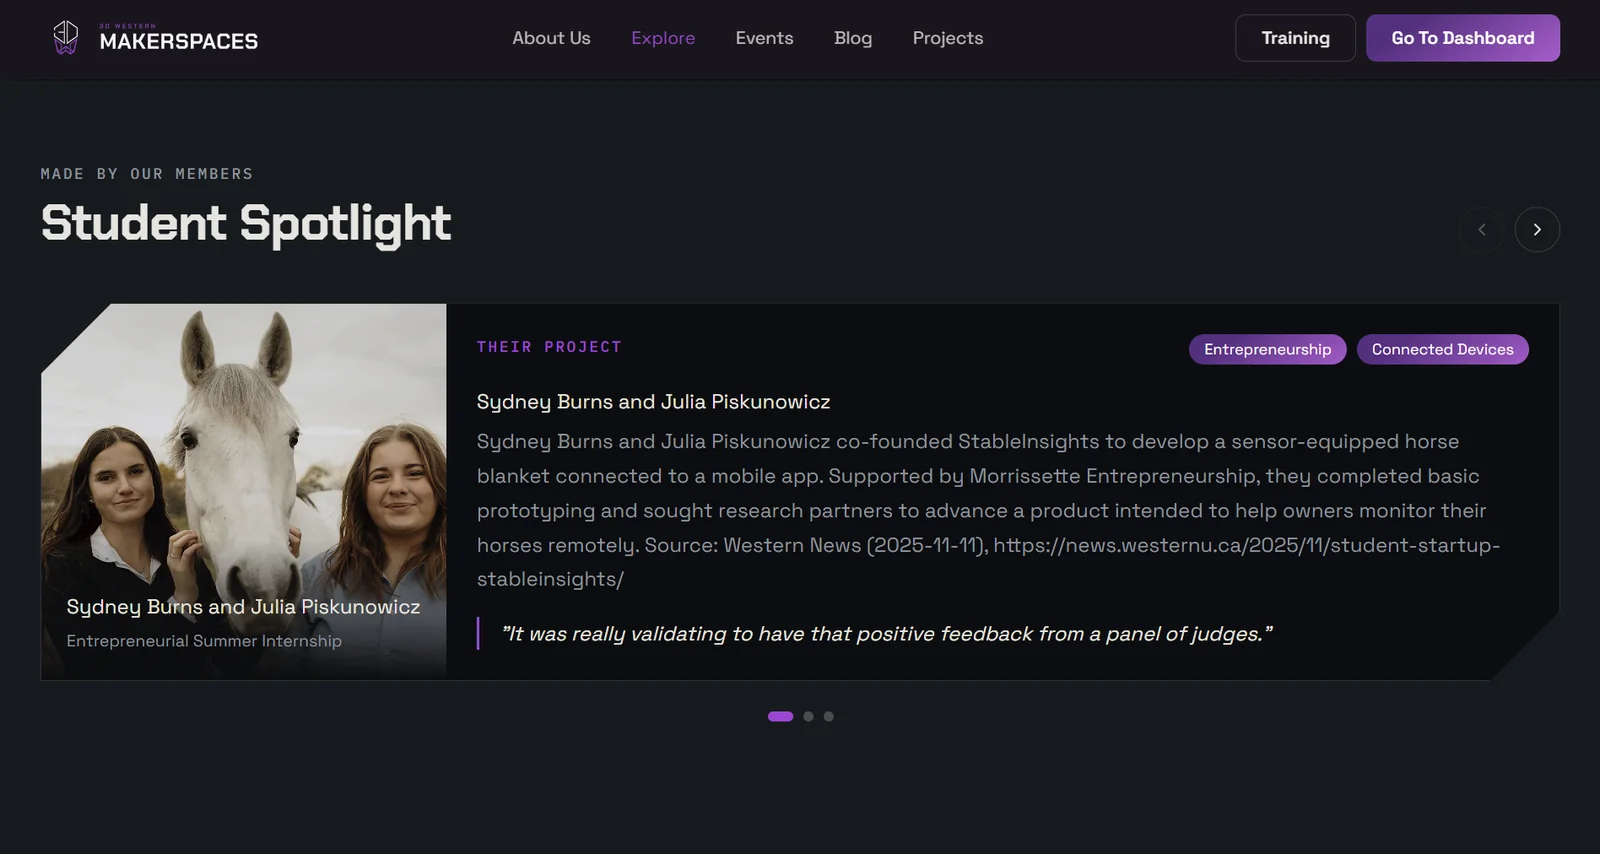 3D WESTERN
MAKERSPACES
About Us
Explore
Events
Blog
Projects
Training
Go To Dashboard
MADE BY OUR MEMBERS
Student Spotlight
Sydney Burns and Julia Piskunowicz
Entrepreneurial Summer Internship
THEIR PROJECT
Entrepreneurship
Connected Devices
Sydney Burns and Julia Piskunowicz
Sydney Burns and Julia Piskunowicz co-founded StableInsights to develop a sensor-equipped horse
blanket connected to a mobile app. Supported by Morrissette Entrepreneurship, they completed basic
prototyping and sought research partners to advance a product intended to help owners monitor their
horses remotely. Source: Western News (2025-11-11), https://news.westernu.ca/2025/11/student-startup-
stableinsights/
"It was really validating to have that positive feedback from a panel of judges."